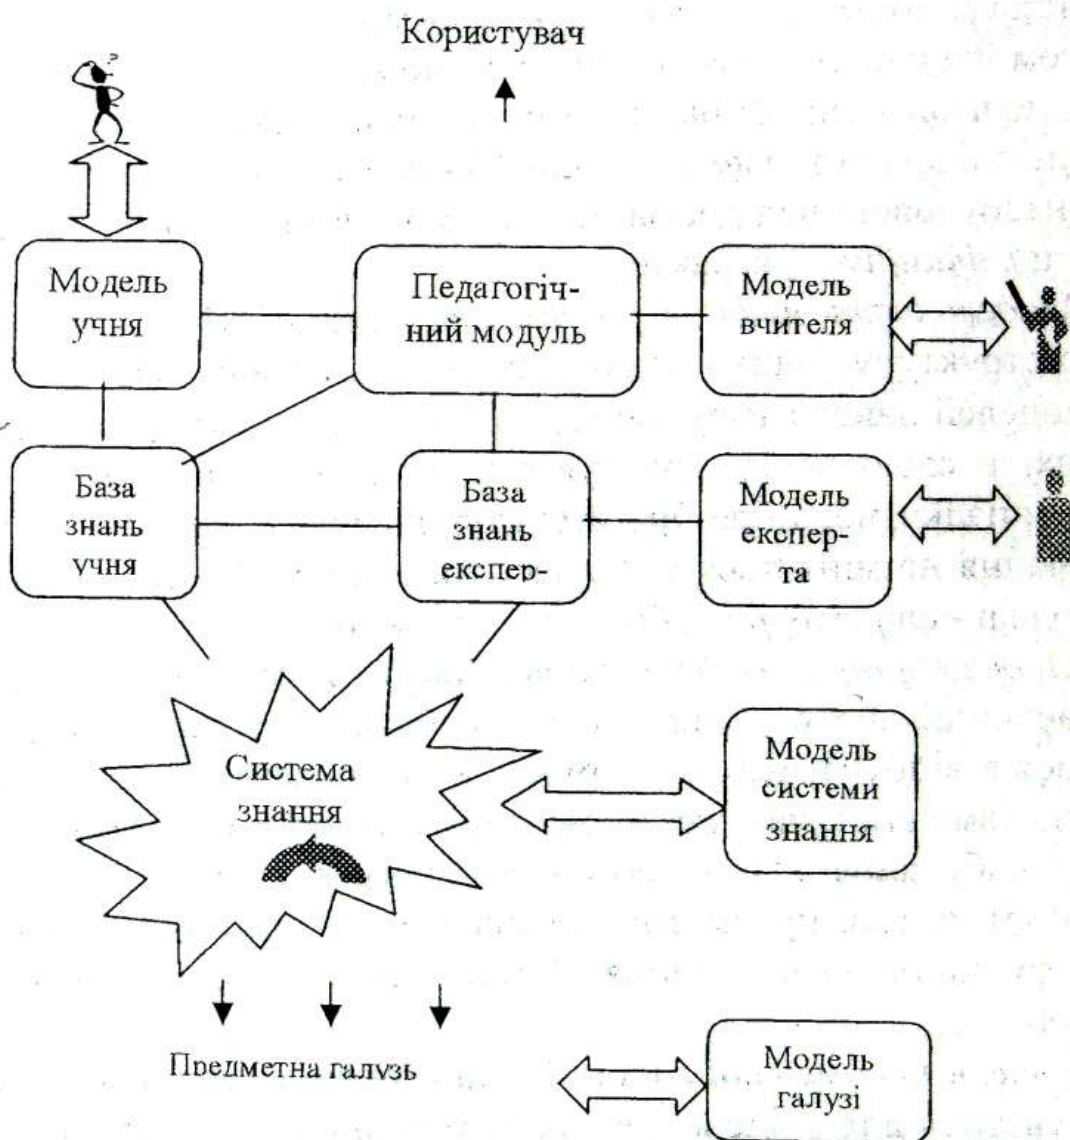 Користувач
Модель
учня
Педагогіч-
ний модуль
Модель
вчителя
База
знань
учня
База
знань
експер-
Модель
експер-
та
Система
знання
Модель
системи
знання
Предметна галузь
Модель
галузі